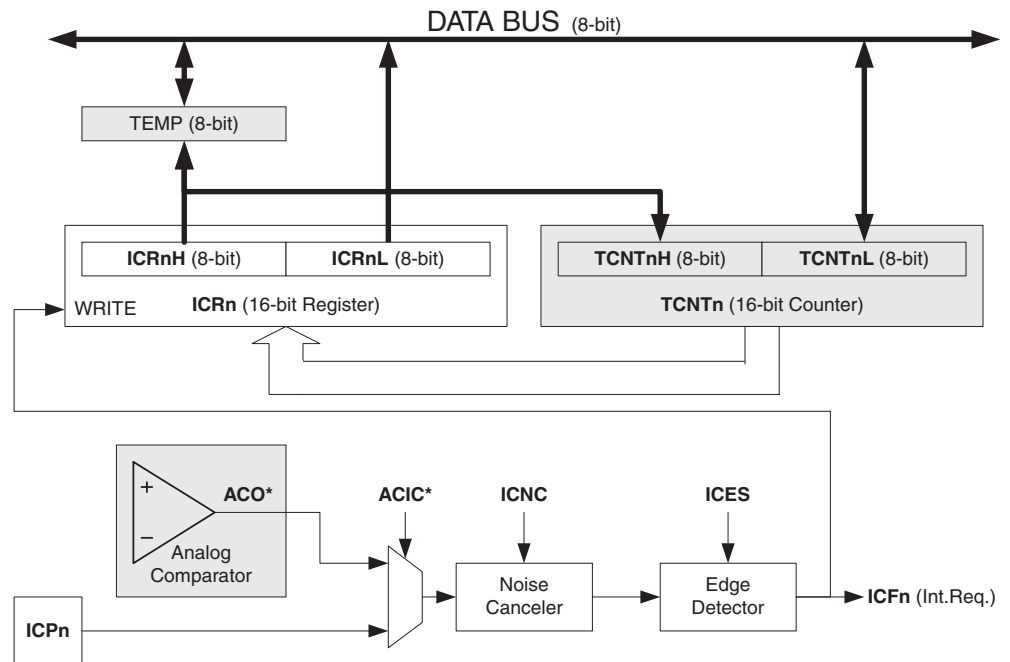 DATA BUS (8-bit)
TEMP (8-bit)
ICRnH (8-bit) ICRnL (8-bit)
TCNTnH (8-bit) TCNTnL (8-bit)
WRITE
ICRn (16-bit Register)
TCNTn (16-bit Counter)
+
−
ACO*
Analog
Comparator
ACIC*
ICNC
ICES
Noise
Canceler
Edge
Detector
ICFn (Int.Req.)
ICPn